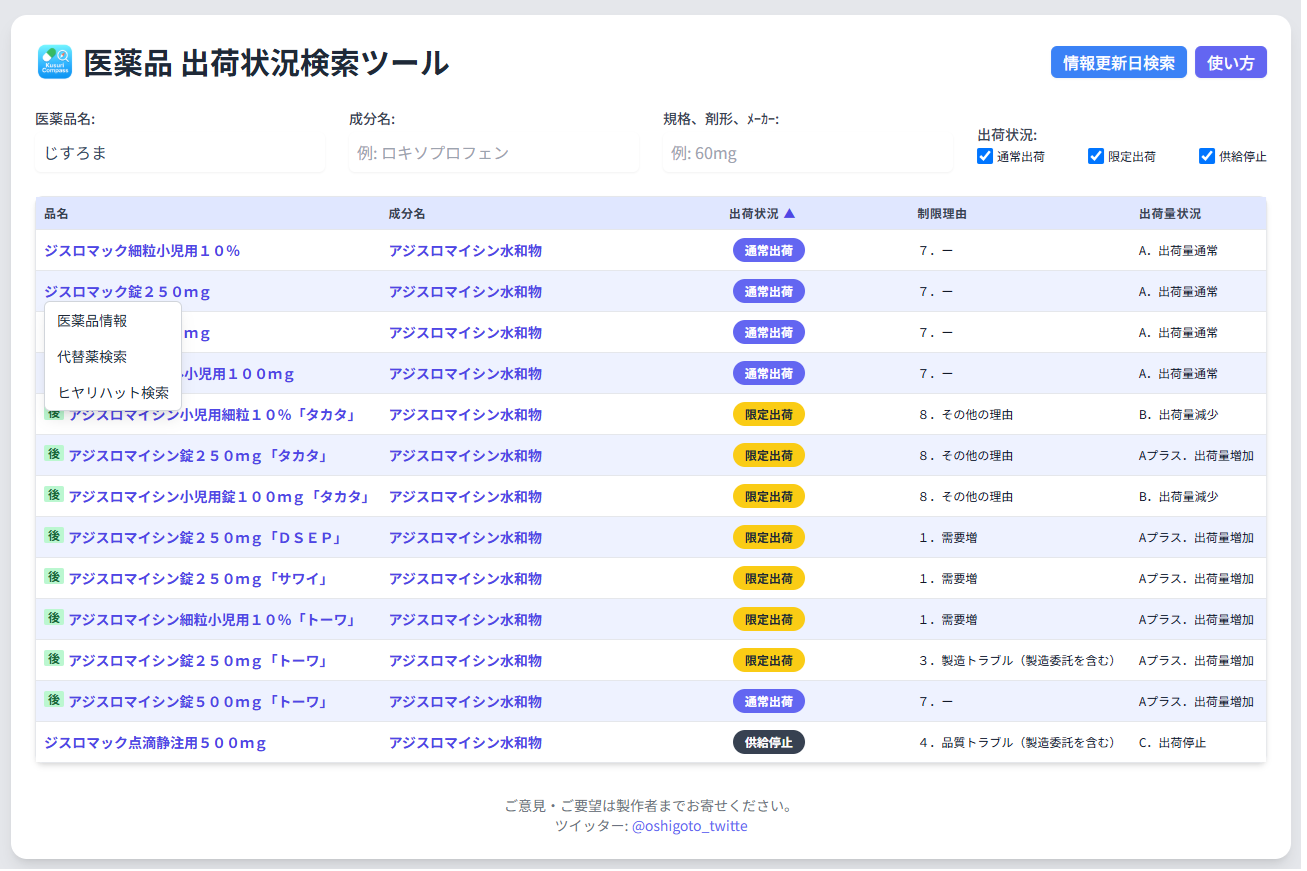 Kusuri
Compass
医薬品 出荷状況検索ツール
情報更新日検索 使い方
医薬品名: 成分名: 規格、剤形、ﾒｰｶｰ: 出荷状況:
じすろま 例: ロキソプロフェン 例: 60mg 通常出荷 限定出荷 供給停止
品名 成分名 出荷状況 ▲ 制限理由 出荷量状況
ジスロマック細粒小児用１０％ アジスロマイシン水和物 通常出荷 ７．ー A．出荷量通常
ジスロマック錠２５０ｍｇ アジスロマイシン水和物 通常出荷 ７．ー A．出荷量通常
医薬品情報
ｍｇ アジスロマイシン水和物 通常出荷 ７．ー A．出荷量通常
代替薬検索
小児用１００ｍｇ アジスロマイシン水和物 通常出荷 ７．ー A．出荷量通常
ヒヤリハット検索
後 アジスロマイシン小児用細粒１０％「タカタ」 アジスロマイシン水和物 限定出荷 ８．その他の理由 B．出荷量減少
後 アジスロマイシン錠２５０ｍｇ「タカタ」 アジスロマイシン水和物 限定出荷 ８．その他の理由 Aプラス．出荷量増加
後 アジスロマイシン小児用錠１００ｍｇ「タカタ」 アジスロマイシン水和物 限定出荷 ８．その他の理由 B．出荷量減少
後 アジスロマイシン錠２５０ｍｇ「ＤＳＥＰ」 アジスロマイシン水和物 限定出荷 １．需要増 Aプラス．出荷量増加
後 アジスロマイシン錠２５０ｍｇ「サワイ」 アジスロマイシン水和物 限定出荷 １．需要増 Aプラス．出荷量増加
後 アジスロマイシン細粒小児用１０％「トーワ」 アジスロマイシン水和物 限定出荷 １．需要増 Aプラス．出荷量増加
後 アジスロマイシン錠２５０ｍｇ「トーワ」 アジスロマイシン水和物 限定出荷 ３．製造トラブル（製造委託を含む） Aプラス．出荷量増加
後 アジスロマイシン錠５００ｍｇ「トーワ」 アジスロマイシン水和物 通常出荷 ７．ー Aプラス．出荷量増加
ジスロマック点滴静注用５００ｍｇ アジスロマイシン水和物 供給停止 ４．品質トラブル（製造委託を含む） C．出荷停止
ご意見・ご要望は製作者までお寄せください。
ツイッター: @oshigoto_twitte